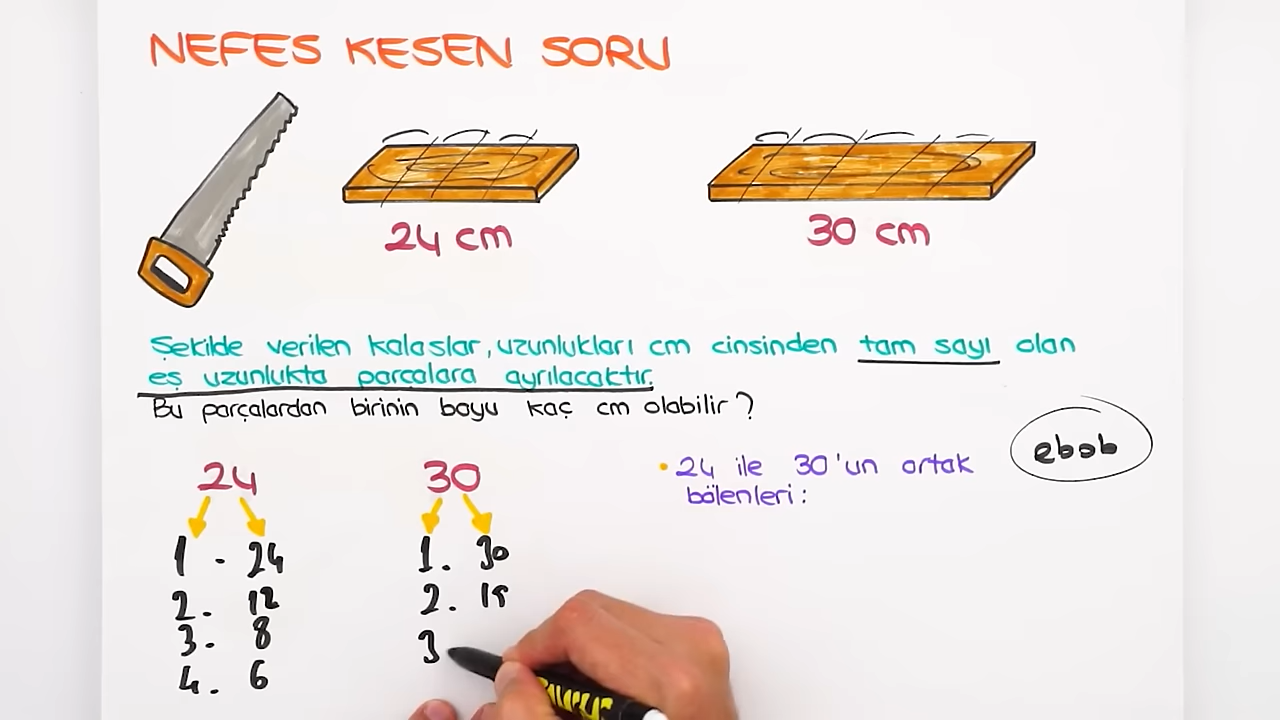 NEFES KESEN SORU
24 cm
30 cm
Şekilde verilen kalaslar, uzunlukları cm cinsinden tam sayı olan
eş uzunlukta parçalara ayrılacaktır.
Bu parçalardan birinin boyu kaç cm olabilir?
ebob
24
1 . 24
2 . 12
3 . 8
4 . 6
30
1 . 30
2 . 15
3
• 24 ile 30'un ortak
bölenleri :